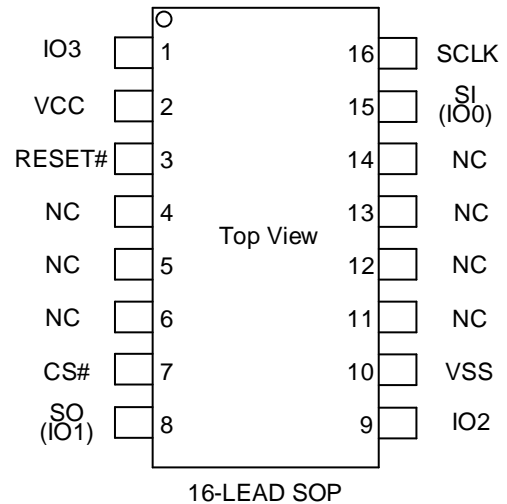 IO3 1 16 SCLK
VCC 2 15 SI
(IO0)
RESET# 3 14 NC
NC 4 13 NC
Top View
NC 5 12 NC
NC 6 11 NC
CS# 7 10 VSS
SO
(IO1) 8 9 IO2
16-LEAD SOP